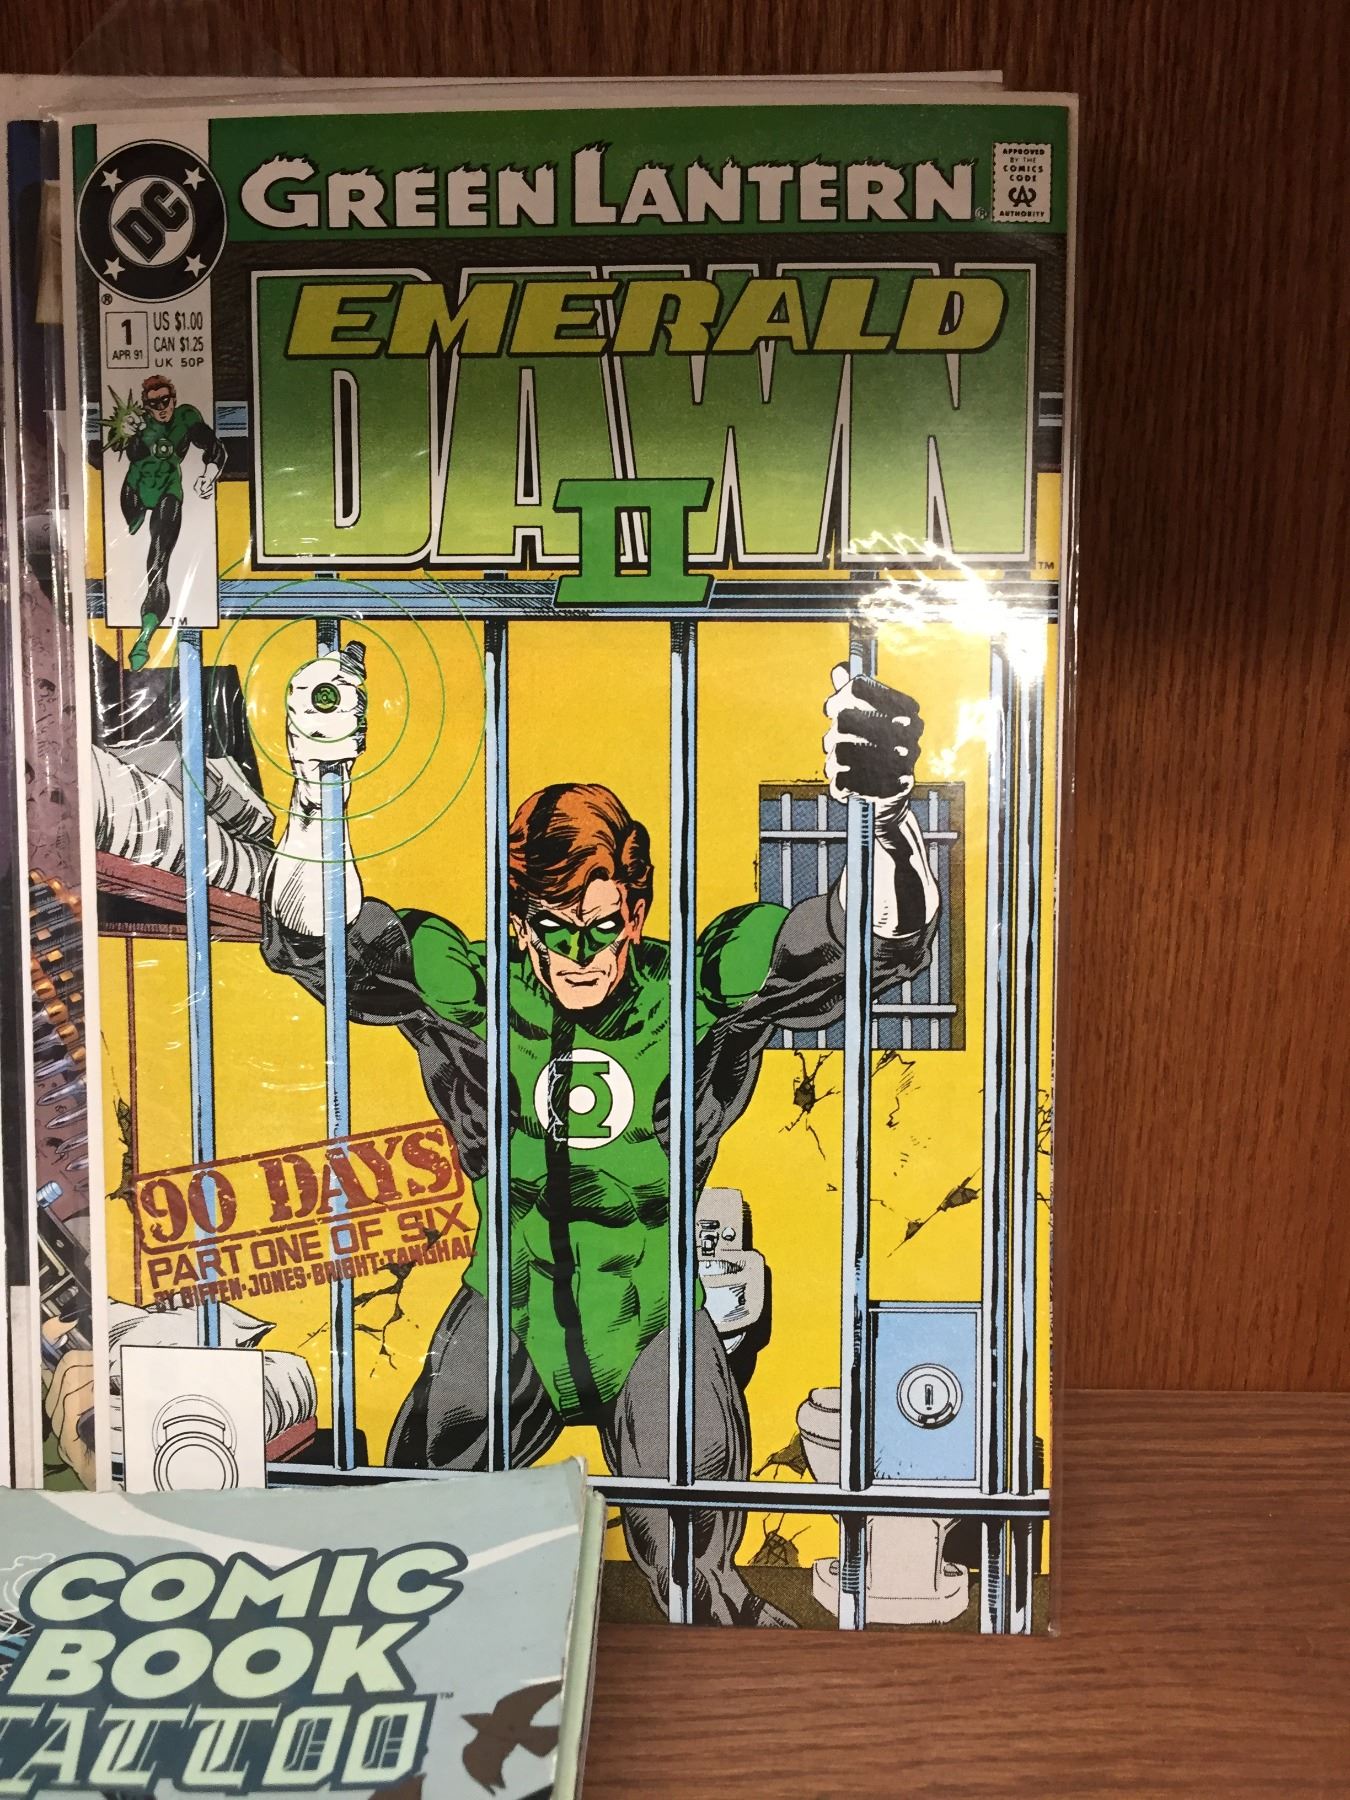 GREEN LANTERN®
APPROVED
BY THE
COMICS
CODE
CA
AUTHORITY
DC
®
EMERALD
DAWN
II
TM
1
APR 91
US $1.00
CAN $1.25
UK 50P
TM
90 DAYS
PART ONE OF SIX
BY GIFFEN·JONES·BRIGHT·TANGHAL
COMIC
BOOK
TATTOO™